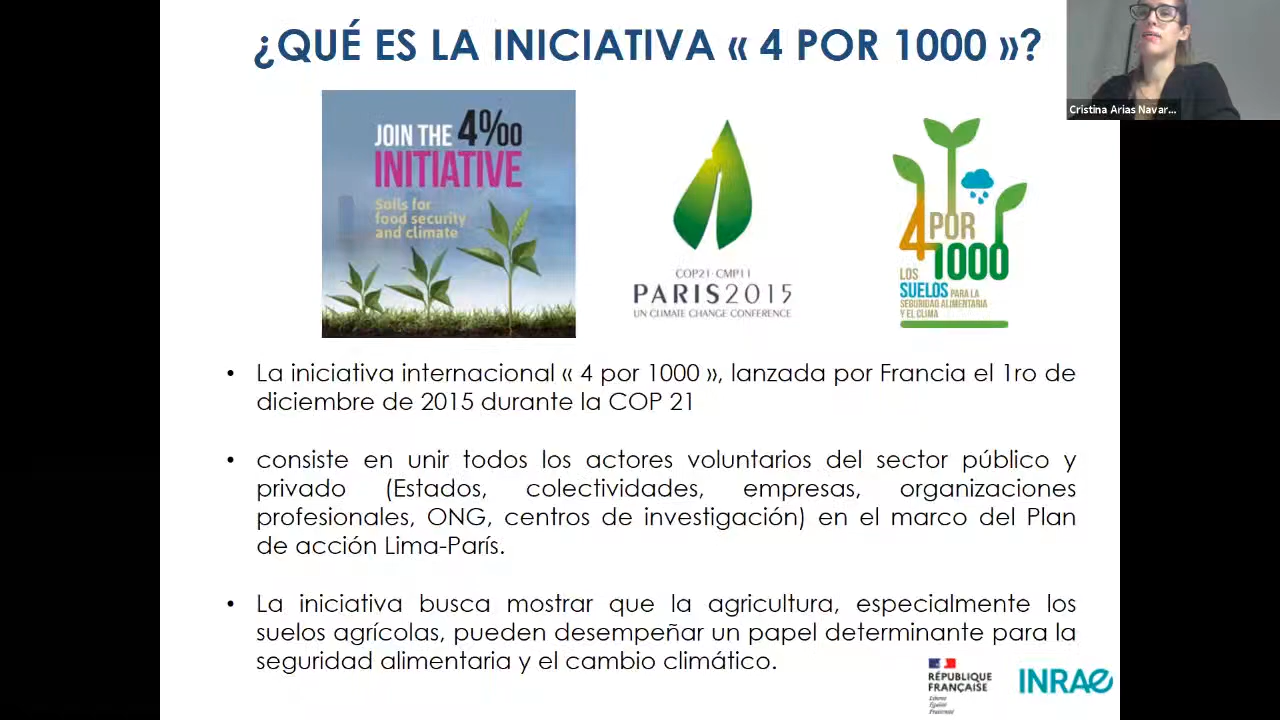 ¿QUÉ ES LA INICIATIVA « 4 POR 1000 »?
Cristina Arias Navar...
JOIN THE 4‰
INITIATIVE
Soils for
food security
and climate
COP21·CMP11
PARIS2015
UN CLIMATE CHANGE CONFERENCE
4 POR
1000
LOS
SUELOS PARA LA
SEGURIDAD ALIMENTARIA
Y EL CLIMA
• La iniciativa internacional « 4 por 1000 », lanzada por Francia el 1ro de
diciembre de 2015 durante la COP 21
• consiste en unir todos los actores voluntarios del sector público y
privado (Estados, colectividades, empresas, organizaciones
profesionales, ONG, centros de investigación) en el marco del Plan
de acción Lima-París.
• La iniciativa busca mostrar que la agricultura, especialmente los
suelos agrícolas, pueden desempeñar un papel determinante para la
seguridad alimentaria y el cambio climático.
RÉPUBLIQUE
FRANÇAISE
Liberté
Égalité
Fraternité
INRAE